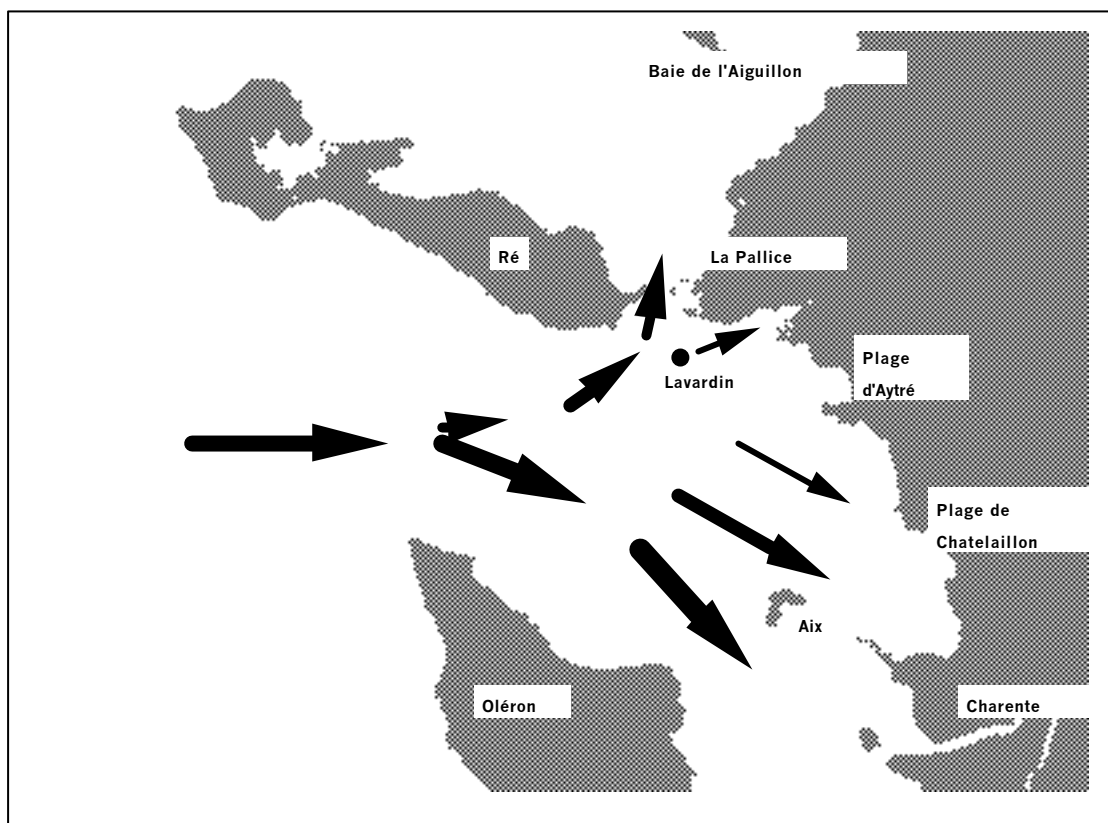 Baie de l'Aiguillon
Ré
La Pallice
Lavardin
Plage
d'Aytré
Plage de
Chatelaillon
Aix
Oléron
Charente